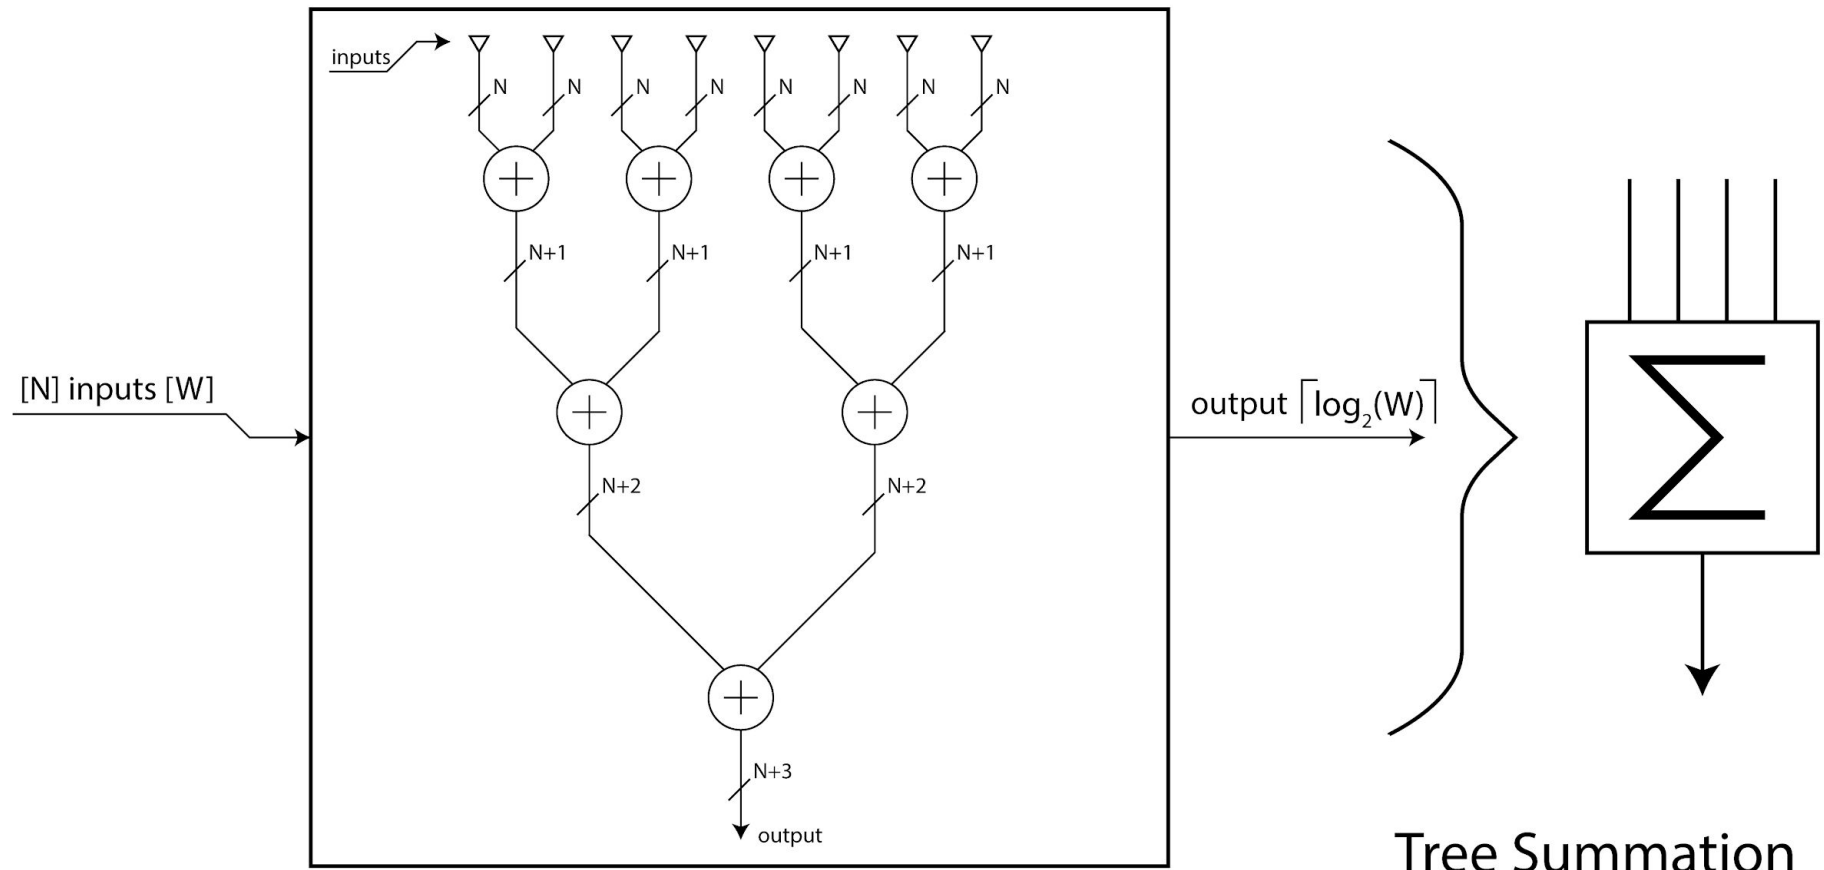 inputs
N N N N N N N N
N+1 N+1 N+1 N+1
[N] inputs [W]
output ⌈log₂(W)⌉
N+2 N+2
N+3
output
Tree Summation